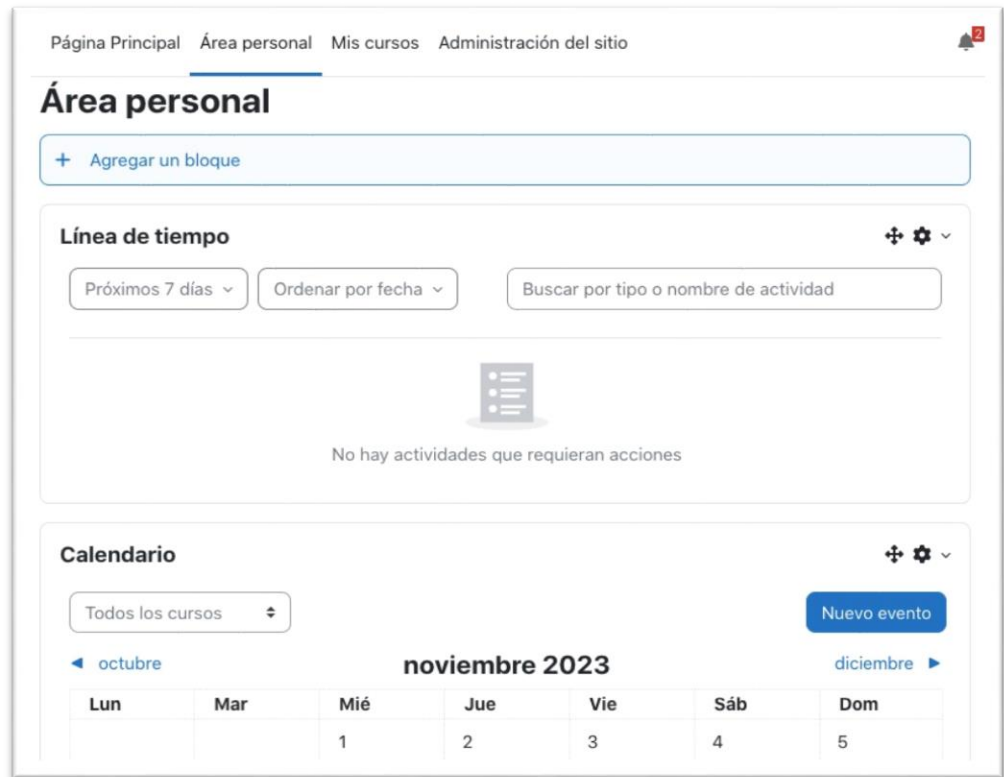 Página Principal Área personal Mis cursos Administración del sitio 2
Área personal
+ Agregar un bloque
Línea de tiempo
Próximos 7 días Ordenar por fecha Buscar por tipo o nombre de actividad
No hay actividades que requieran acciones
Calendario
Todos los cursos Nuevo evento
octubre noviembre 2023 diciembre
Lun Mar Mié Jue Vie Sáb Dom
1 2 3 4 5